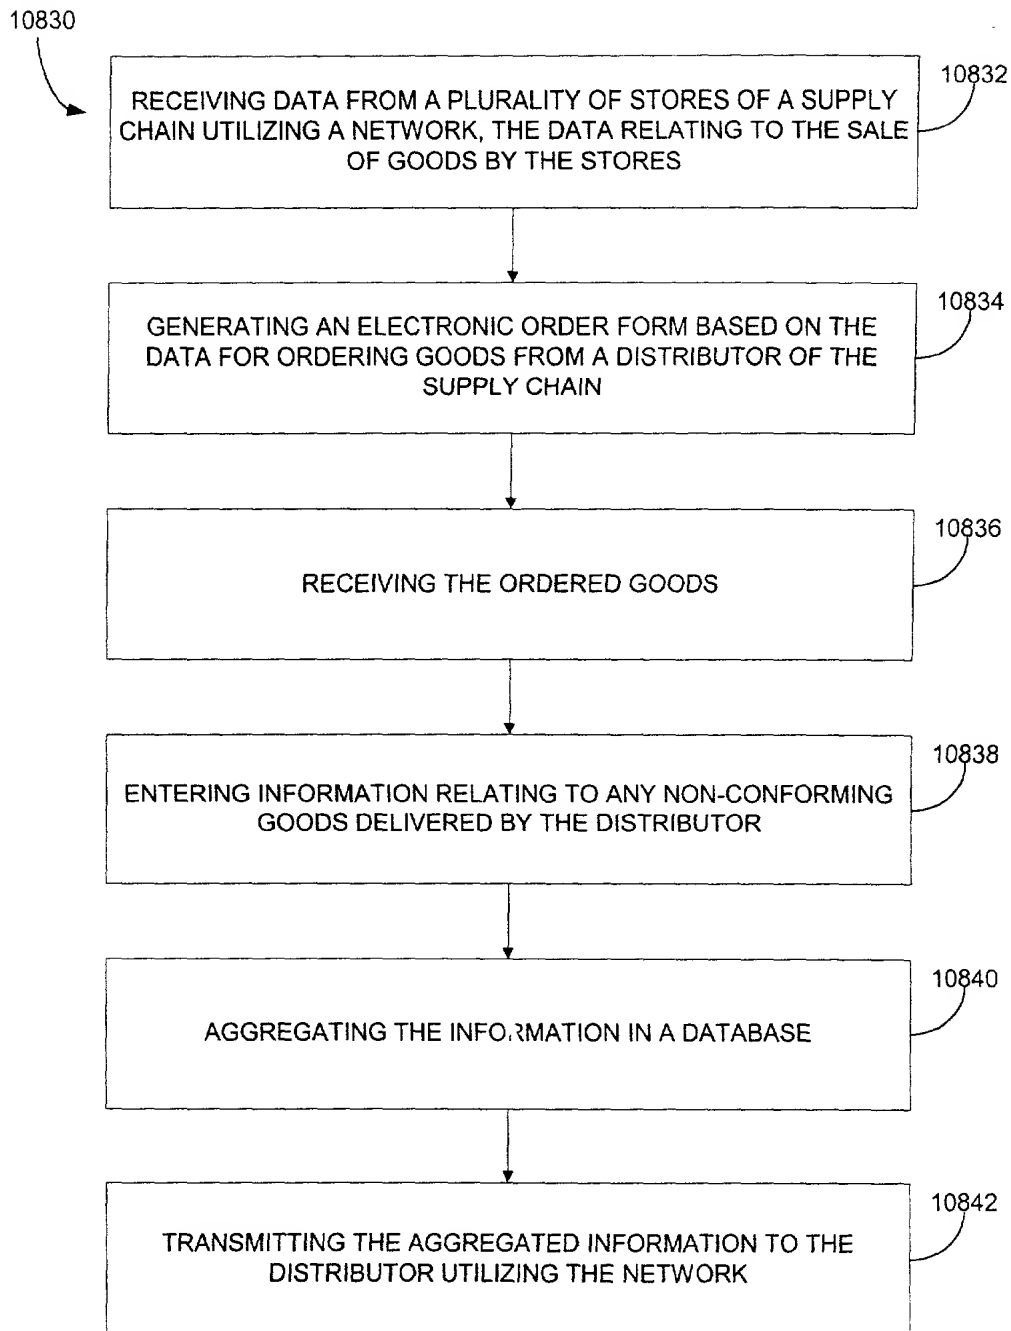 10830
10832
RECEIVING DATA FROM A PLURALITY OF STORES OF A SUPPLY
CHAIN UTILIZING A NETWORK, THE DATA RELATING TO THE SALE
OF GOODS BY THE STORES
10834
GENERATING AN ELECTRONIC ORDER FORM BASED ON THE
DATA FOR ORDERING GOODS FROM A DISTRIBUTOR OF THE
SUPPLY CHAIN
10836
RECEIVING THE ORDERED GOODS
10838
ENTERING INFORMATION RELATING TO ANY NON-CONFORMING
GOODS DELIVERED BY THE DISTRIBUTOR
10840
AGGREGATING THE INFORMATION IN A DATABASE
10842
TRANSMITTING THE AGGREGATED INFORMATION TO THE
DISTRIBUTOR UTILIZING THE NETWORK